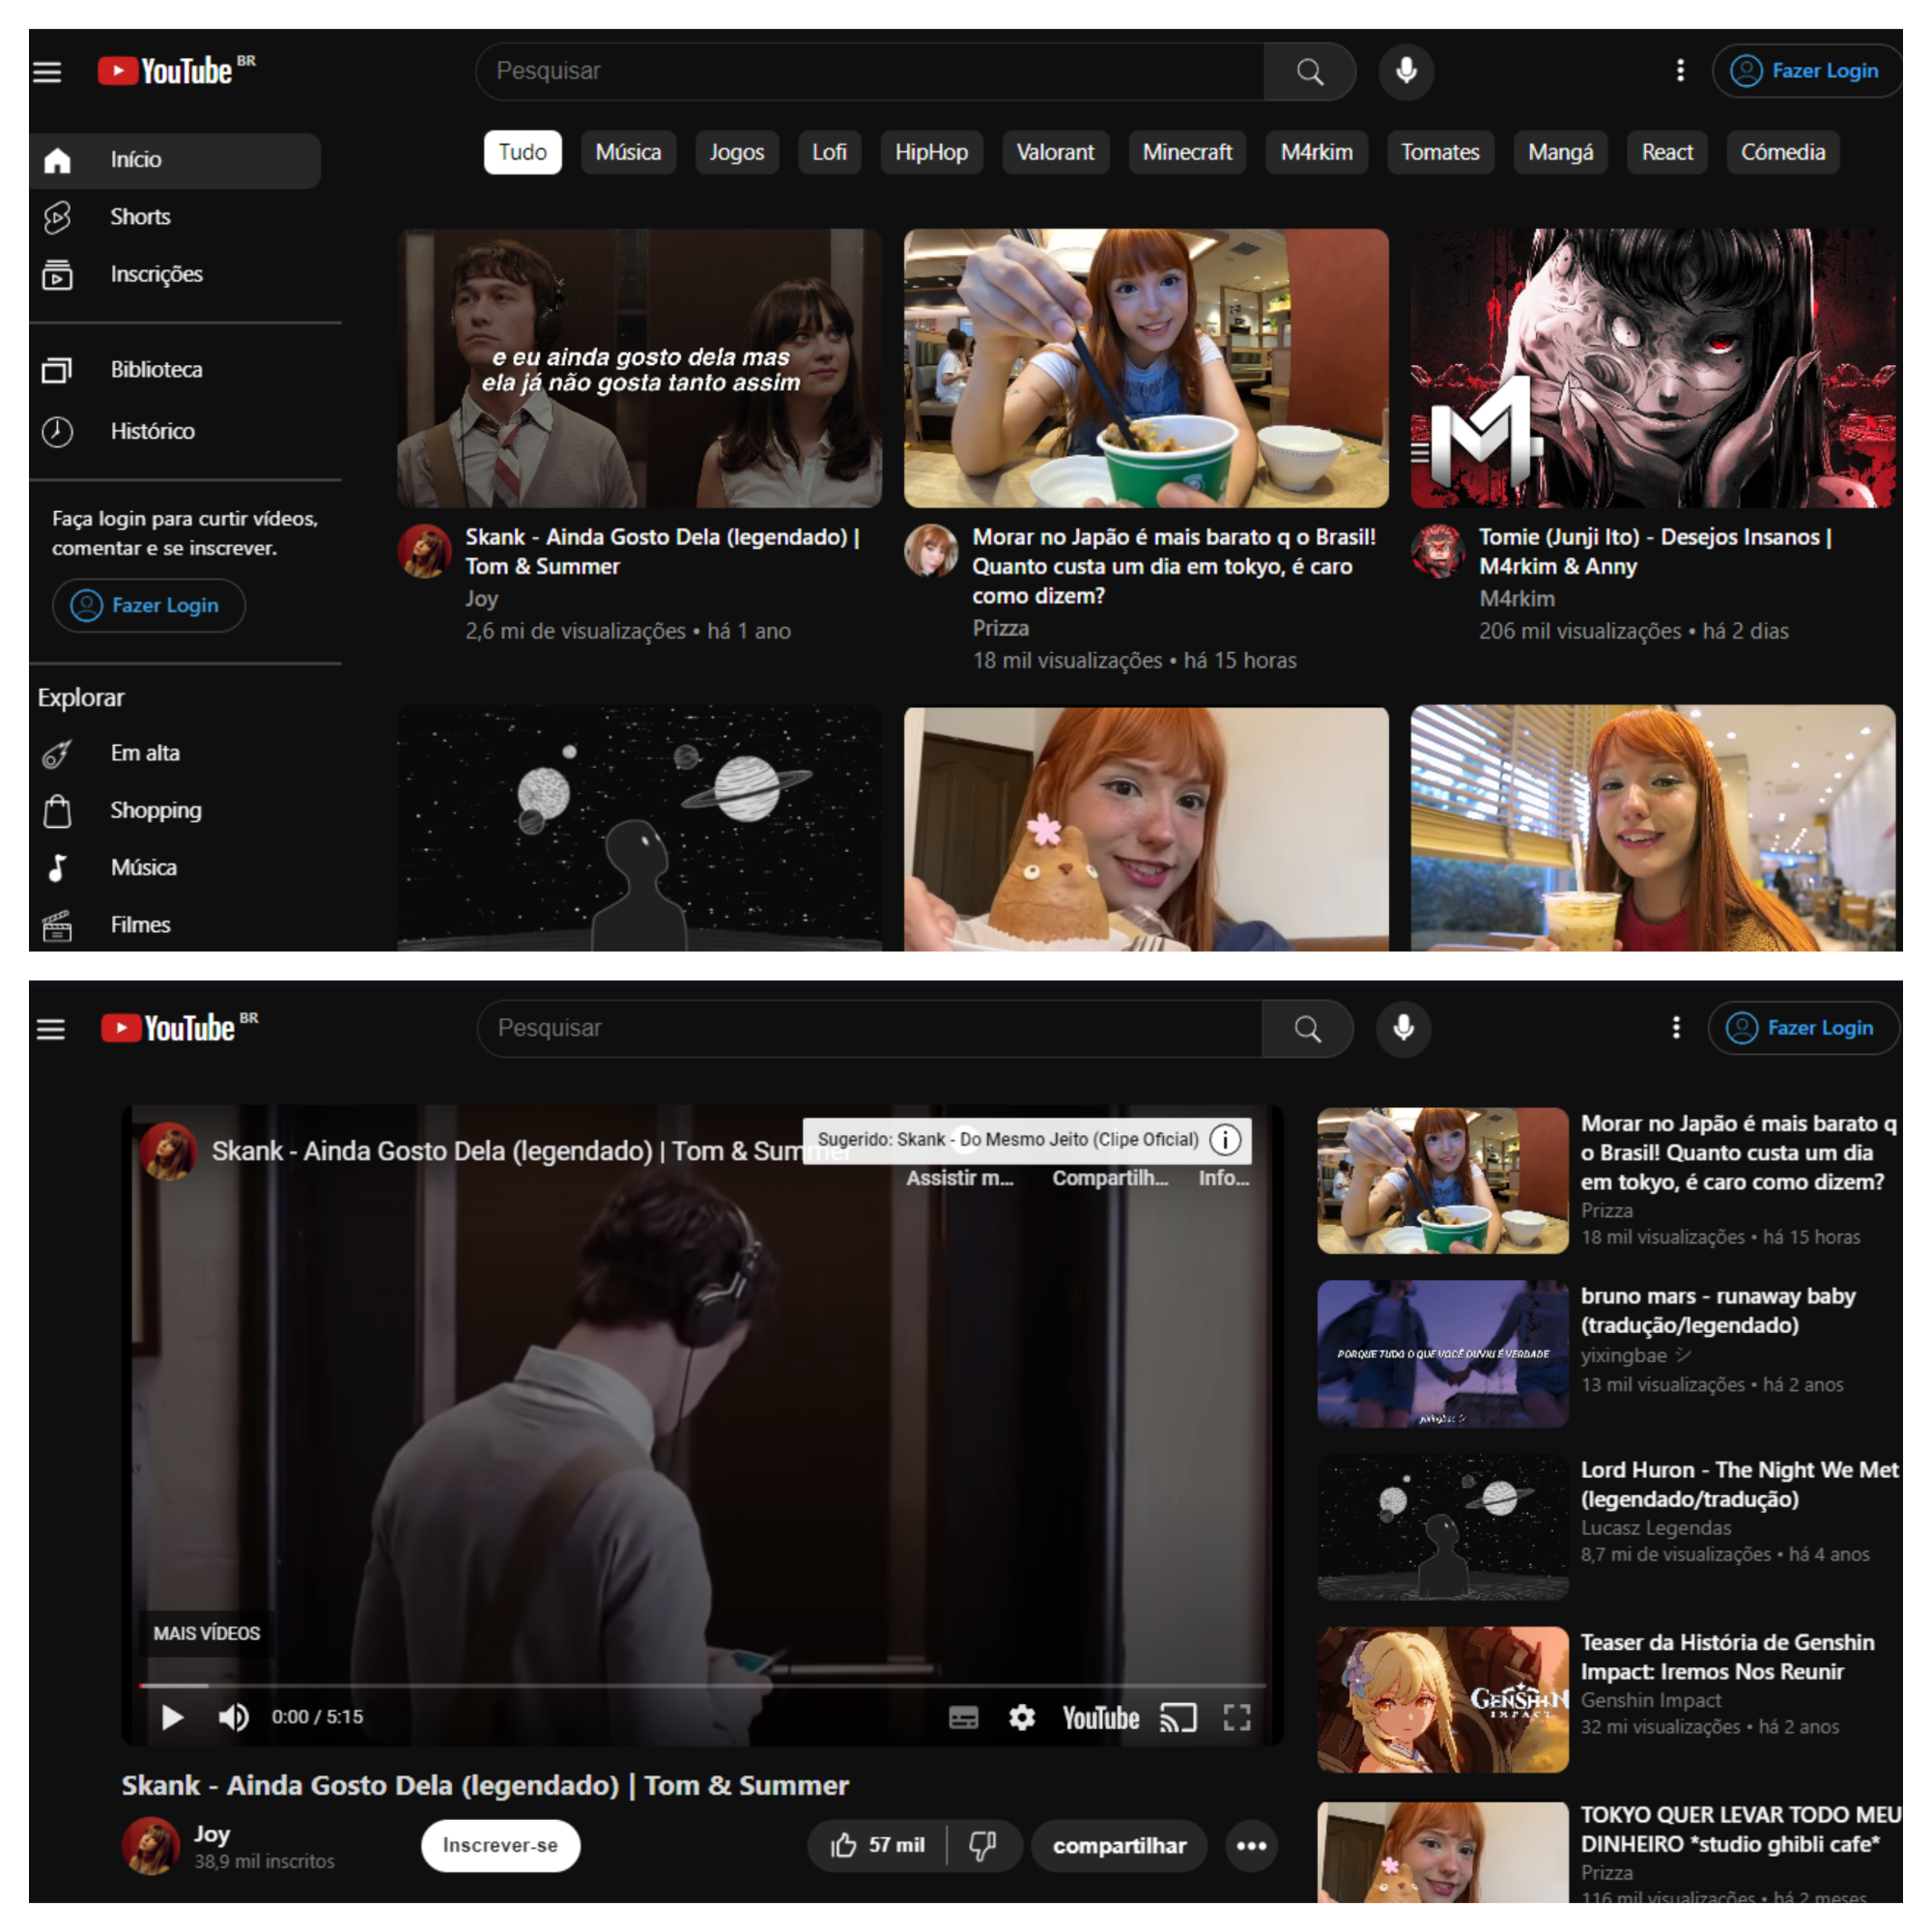 YouTube BR
Pesquisar
Fazer Login
Início
Shorts
Inscrições
Biblioteca
Histórico
Faça login para curtir vídeos,
comentar e se inscrever.
Fazer Login
Explorar
Em alta
Shopping
Música
Filmes
Tudo Música Jogos Lofi HipHop Valorant Minecraft M4rkim Tomates Mangá React Cómedia
e eu ainda gosto dela mas
ela já não gosta tanto assim
Skank - Ainda Gosto Dela (legendado) |
Tom & Summer
Joy
2,6 mi de visualizações • há 1 ano
Morar no Japão é mais barato q o Brasil!
Quanto custa um dia em tokyo, é caro
como dizem?
Prizza
18 mil visualizações • há 15 horas
M4
Tomie (Junji Ito) - Desejos Insanos |
M4rkim & Anny
M4rkim
206 mil visualizações • há 2 dias
YouTube BR
Pesquisar
Fazer Login
Skank - Ainda Gosto Dela (legendado) | Tom & Summer
Sugerido: Skank - Do Mesmo Jeito (Clipe Oficial)
Assistir m... Compartilh... Info...
MAIS VÍDEOS
0:00 / 5:15
YouTube
Skank - Ainda Gosto Dela (legendado) | Tom & Summer
Joy
38,9 mil inscritos
Inscrever-se
57 mil
compartilhar
Morar no Japão é mais barato q
o Brasil! Quanto custa um dia
em tokyo, é caro como dizem?
Prizza
18 mil visualizações • há 15 horas
PORQUE TUDO O QUE VOCÊ OUVIU É VERDADE
yixingbae シ
bruno mars - runaway baby
(tradução/legendado)
yixingbae シ
13 mil visualizações • há 2 anos
Lord Huron - The Night We Met
(legendado/tradução)
Lucasz Legendas
8,7 mi de visualizações • há 4 anos
GENSHIN
IMPACT
Teaser da História de Genshin
Impact: Iremos Nos Reunir
Genshin Impact
32 mi visualizações • há 2 anos
TOKYO QUER LEVAR TODO MEU
DINHEIRO *studio ghibli cafe*
Prizza
116 mil visualizações • há 2 meses